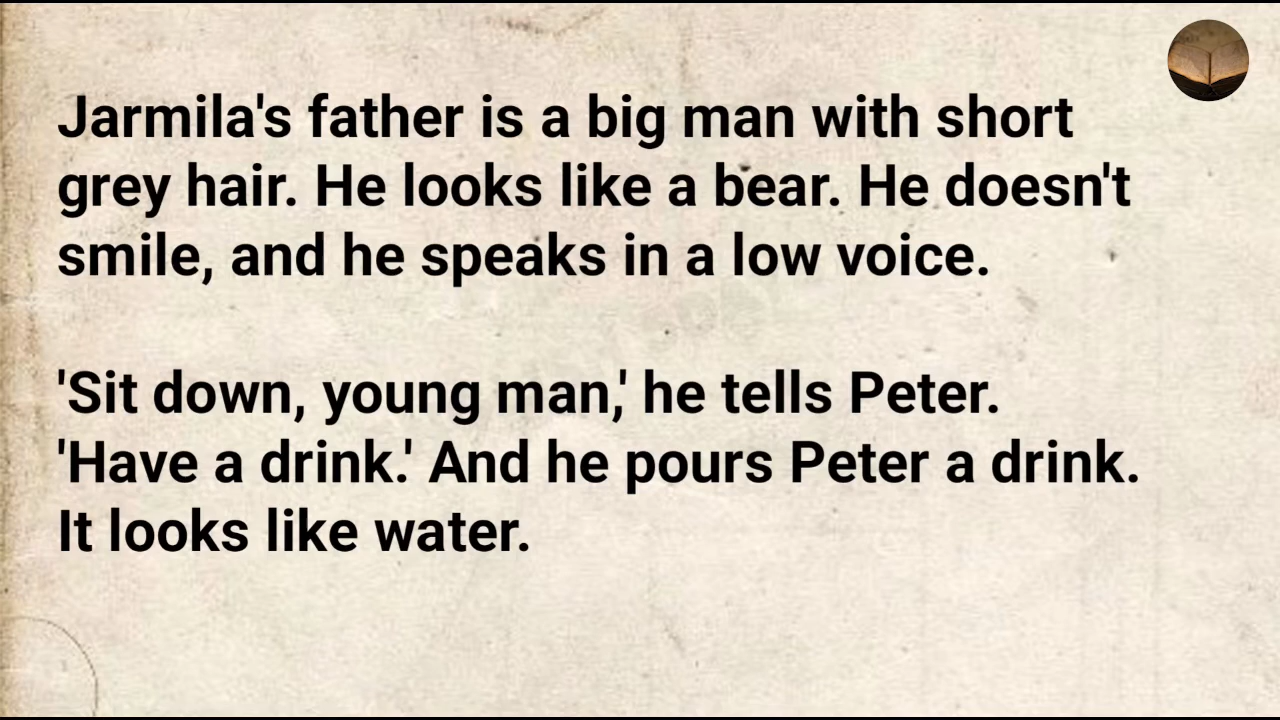 Jarmila's father is a big man with short
grey hair. He looks like a bear. He doesn't
smile, and he speaks in a low voice.
'Sit down, young man,' he tells Peter.
'Have a drink.' And he pours Peter a drink.
It looks like water.